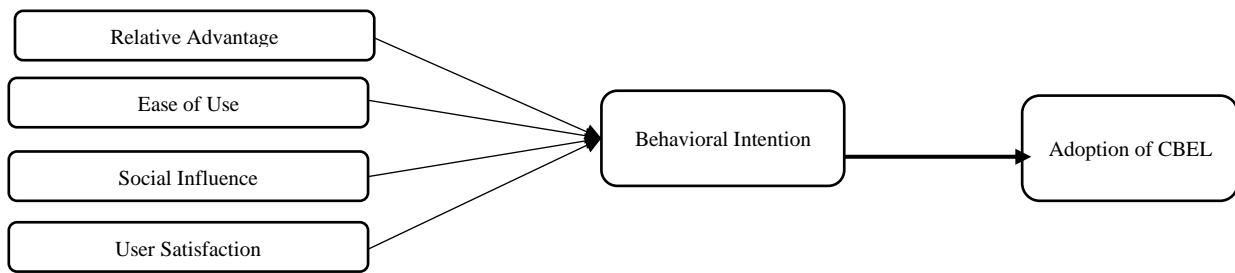 Relative Advantage
Ease of Use
Social Influence
User Satisfaction
Behavioral Intention
Adoption of CBEL